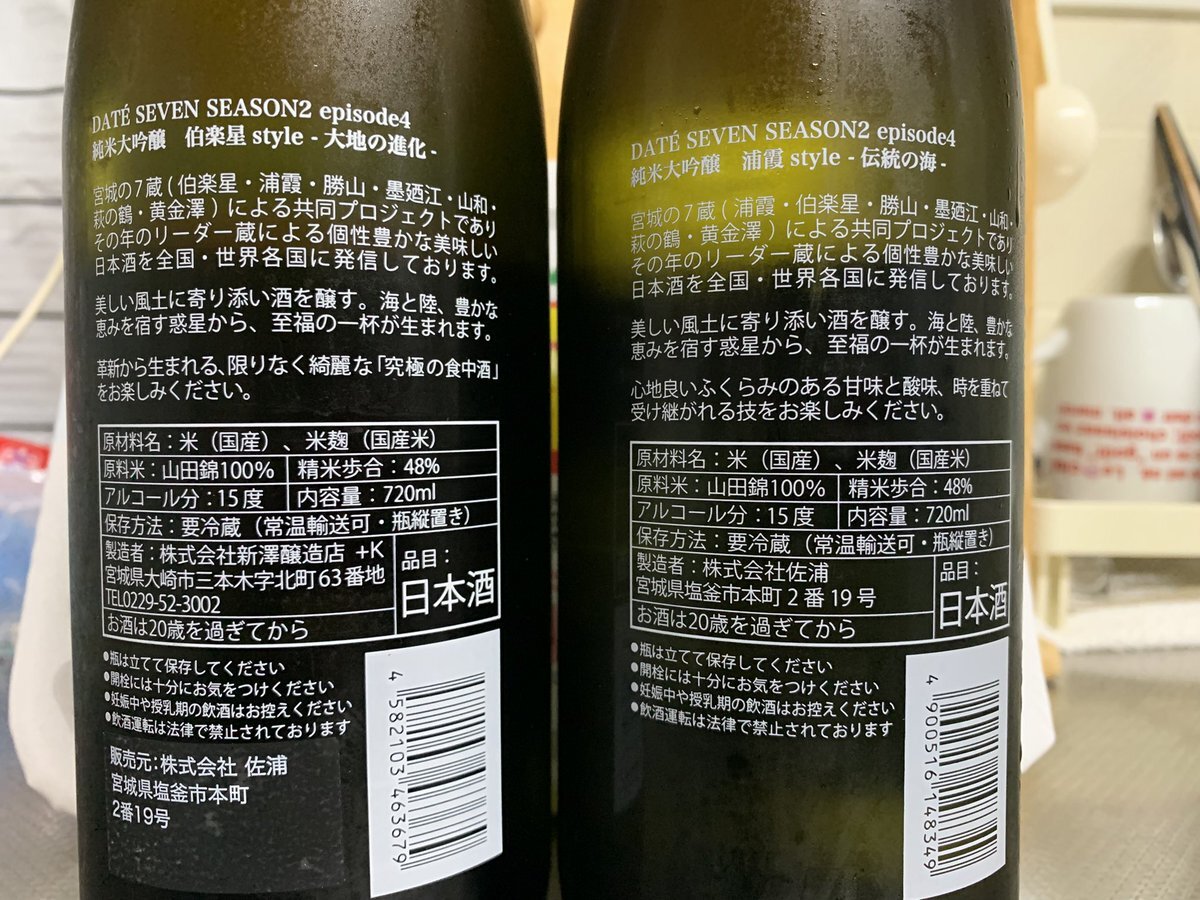 DATÉ SEVEN SEASON2 episode4
純米大吟醸 伯楽星 style - 大地の進化 -
宮城の7蔵（伯楽星・浦霞・勝山・墨廼江・山和・
萩の鶴・黄金澤）による共同プロジェクトであり
その年のリーダー蔵による個性豊かな美味しい
日本酒を全国・世界各国に発信しております。
美しい風土に寄り添い酒を醸す。海と陸、豊かな
恵みを宿す惑星から、至福の一杯が生まれます。
革新から生まれる、限りなく綺麗な「究極の食中酒」
をお楽しみください。
原材料名：米（国産）、米麹（国産米）
原料米：山田錦100% 精米歩合：48%
アルコール分：15度 内容量：720ml
保存方法：要冷蔵（常温輸送可・瓶縦置き）
製造者：株式会社新澤醸造店 +K
宮城県大崎市三本木字北町63番地
TEL0229-52-3002
品目：
日本酒
お酒は20歳を過ぎてから
●瓶は立てて保存してください
●開栓には十分にお気をつけください
●妊娠中や授乳期の飲酒はお控えください
●飲酒運転は法律で禁止されております
販売元：株式会社 佐浦
宮城県塩釜市本町
2番19号
4 582103 463679
DATÉ SEVEN SEASON2 episode4
純米大吟醸 浦霞 style - 伝統の海 -
宮城の7蔵（浦霞・伯楽星・勝山・墨廼江・山和・
萩の鶴・黄金澤）による共同プロジェクトであり
その年のリーダー蔵による個性豊かな美味しい
日本酒を全国・世界各国に発信しております。
美しい風土に寄り添い酒を醸す。海と陸、豊かな
恵みを宿す惑星から、至福の一杯が生まれます。
心地良いふくらみのある甘味と酸味、時を重ねて
受け継がれる技をお楽しみください。
原材料名：米（国産）、米麹（国産米）
原料米：山田錦100% 精米歩合：48%
アルコール分：15度 内容量：720ml
保存方法：要冷蔵（常温輸送可・瓶縦置き）
製造者：株式会社佐浦
宮城県塩釜市本町2番19号
品目：
日本酒
お酒は20歳を過ぎてから
●瓶は立てて保存してください
●開栓には十分にお気をつけください
●妊娠中や授乳期の飲酒はお控えください
●飲酒運転は法律で禁止されております
4 900516 148349